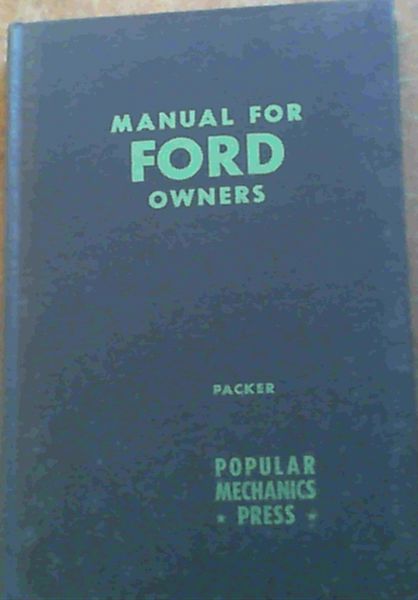 MANUAL FOR
FORD
OWNERS
PACKER
POPULAR
MECHANICS
★ PRESS ★